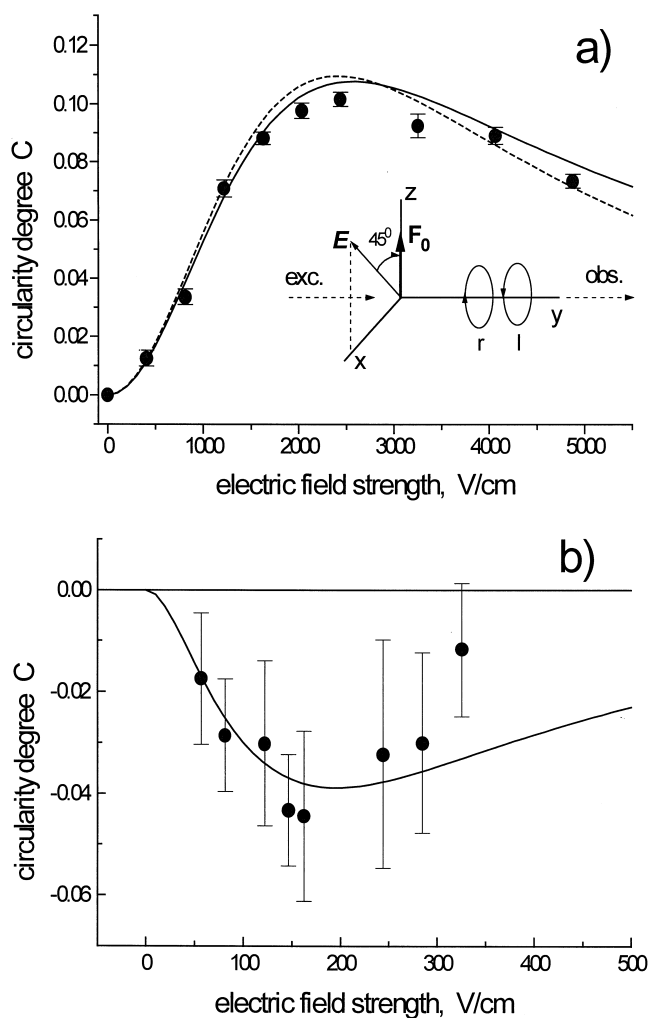 a)
0.12
0.10
0.08
0.06
0.04
0.02
0.00
circularity degree C
z
E
45⁰
F₀
exc.
obs.
y
x
r
l
0
1000
2000
3000
4000
5000
electric field strength, V/cm
b)
0.00
-0.02
-0.04
-0.06
circularity degree C
0
100
200
300
400
500
electric field strength, V/cm